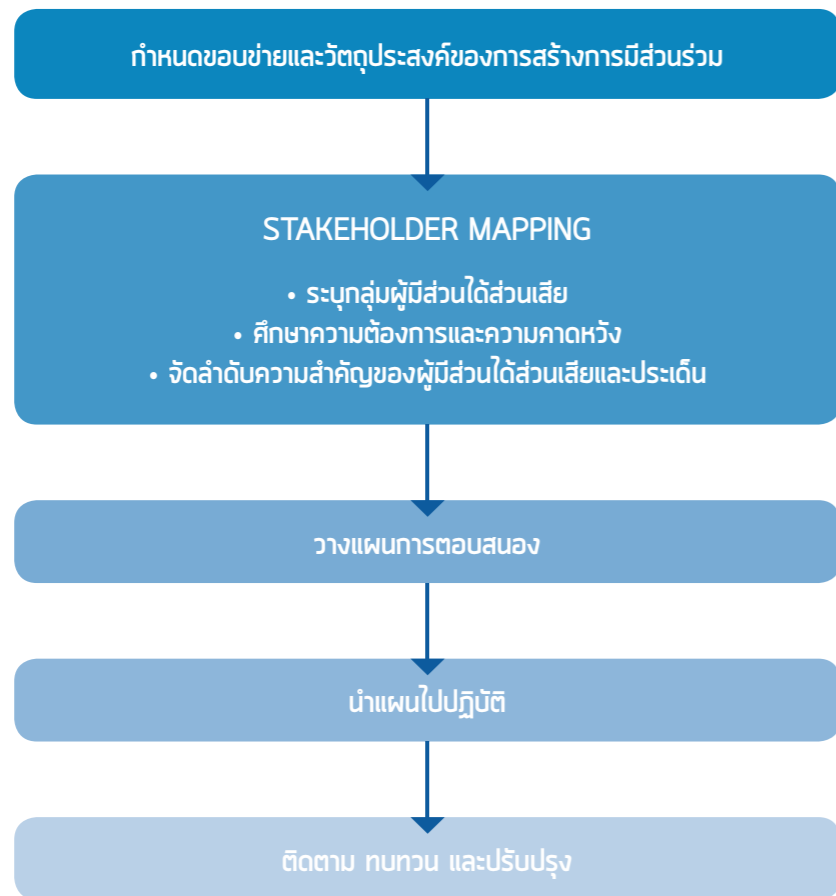 กำหนดขอบข่ายและวัตถุประสงค์ของการสร้างการมีส่วนร่วม
STAKEHOLDER MAPPING
• ระบุกลุ่มผู้มีส่วนได้ส่วนเสีย
• ศึกษาความต้องการและความคาดหวัง
• จัดลำดับความสำคัญของผู้มีส่วนได้ส่วนเสียและประเด็น
วางแผนการตอบสนอง
นำแผนไปปฏิบัติ
ติดตาม ทบทวน และปรับปรุง